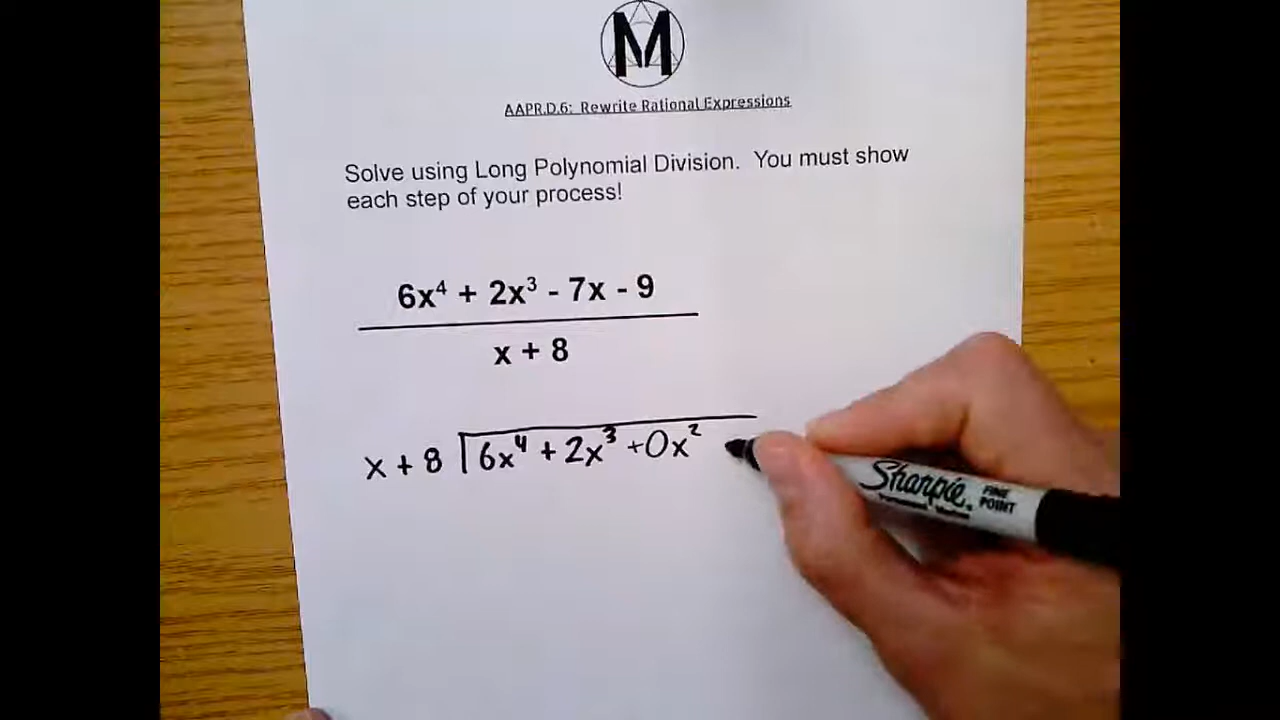 M
AAPR.D.6: Rewrite Rational Expressions
Solve using Long Polynomial Division. You must show
each step of your process!
6x⁴ + 2x³ - 7x - 9
x + 8
x + 8 6x⁴ + 2x³ + 0x²
Sharpie.
FINE
POINT